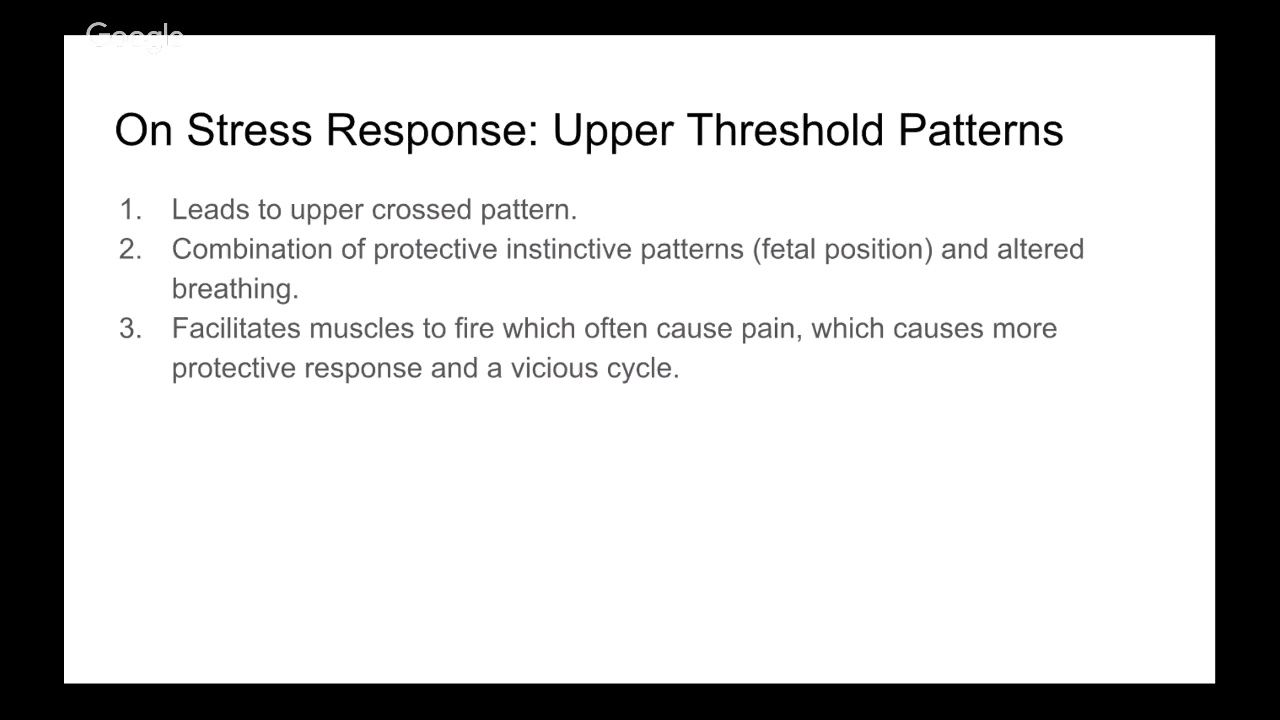 Google
On Stress Response: Upper Threshold Patterns
1. Leads to upper crossed pattern.
2. Combination of protective instinctive patterns (fetal position) and altered
breathing.
3. Facilitates muscles to fire which often cause pain, which causes more
protective response and a vicious cycle.